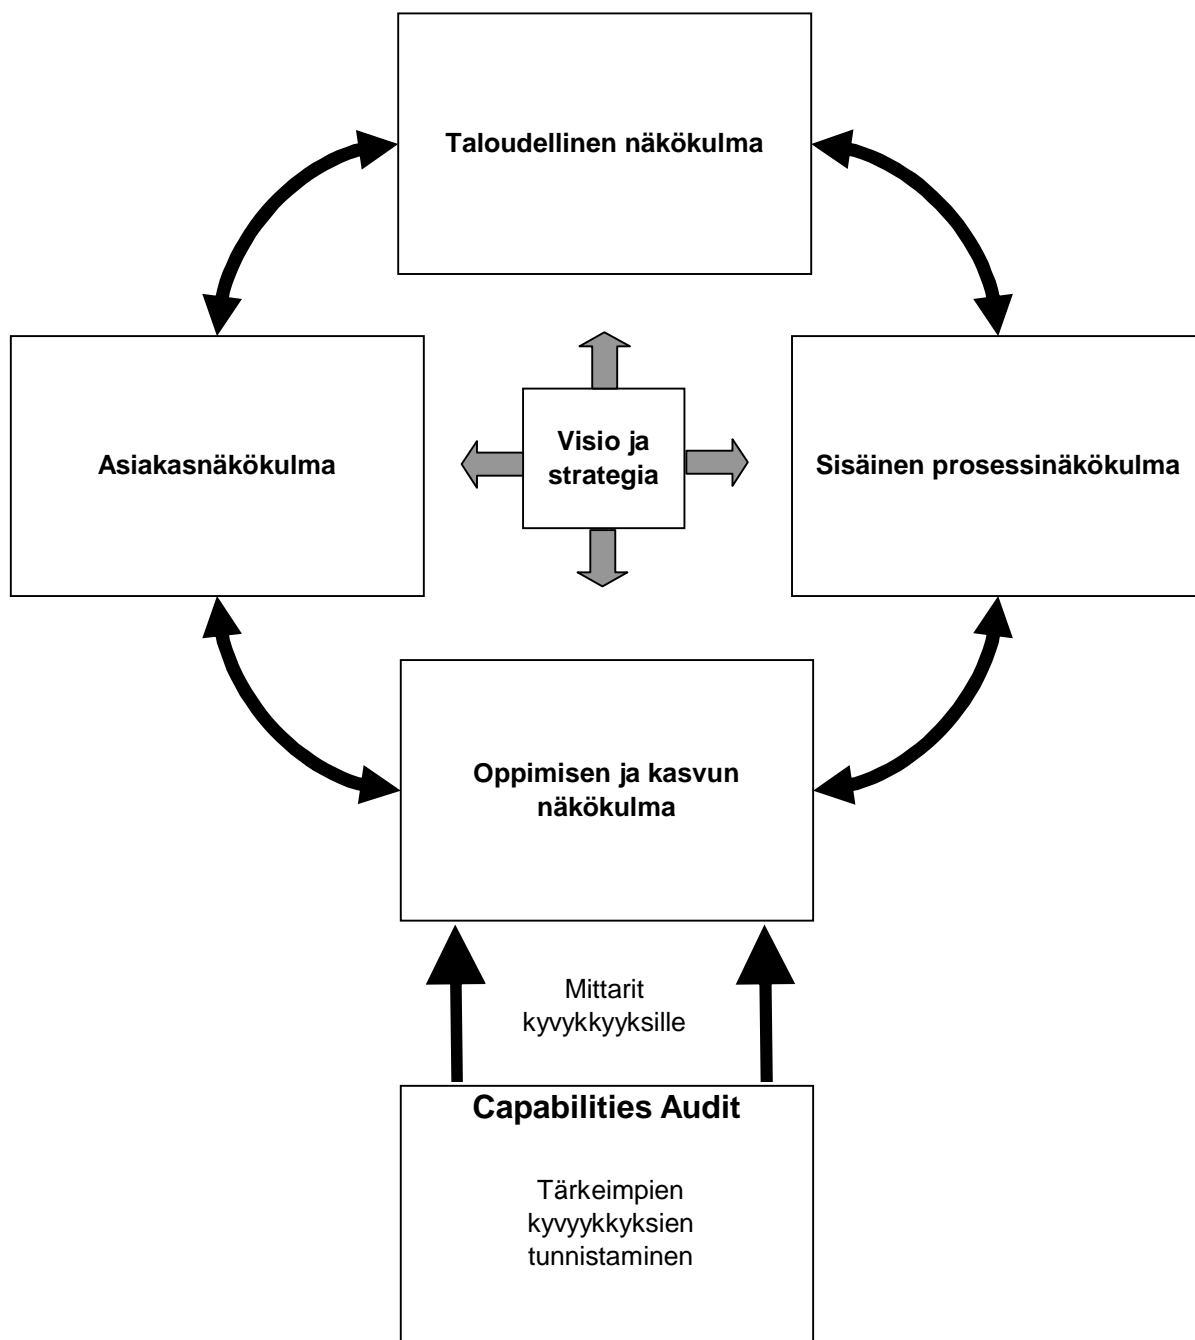 Taloudellinen näkökulma
Asiakasnäkökulma
Visio ja
strategia
Sisäinen prosessinäkökulma
Oppimisen ja kasvun
näkökulma
Mittarit
kyvykkyyksille
Capabilities Audit
Tärkeimpien
kyvyykkyksien
tunnistaminen